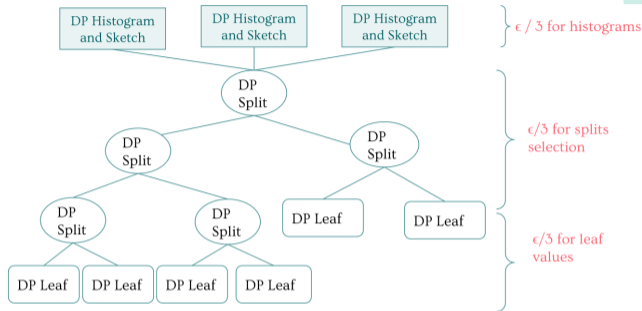 DP Histogram
and Sketch
DP Histogram
and Sketch
DP Histogram
and Sketch
ϵ / 3 for histograms
DP
Split
ϵ/3 for splits
selection
DP
Split
DP
Split
DP
Split
DP
Split
DP Leaf
DP Leaf
ϵ/3 for leaf
values
DP Leaf
DP Leaf
DP Leaf
DP Leaf